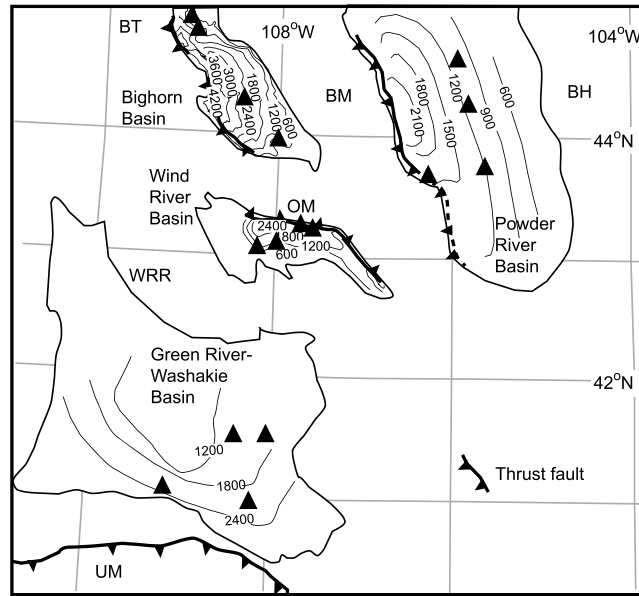 BT
108°W
104°W
3600
3000
1800
4200
2400
1200
600
Bighorn
Basin
BM
1800
2100
1500
1200
900
600
BH
44°N
Wind
River
Basin
OM
2400
800
1200
600
Powder
River
Basin
WRR
Green River-
Washakie
Basin
42°N
1200
1800
2400
Thrust fault
UM